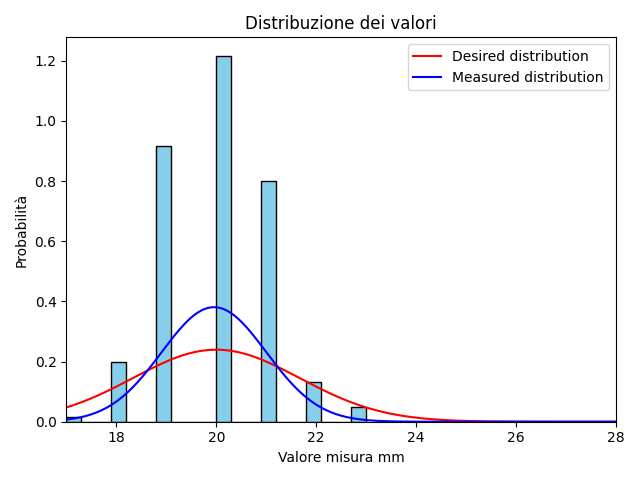 Distribuzione dei valori
Desired distribution
Measured distribution
Probabilità
1.2
1.0
0.8
0.6
0.4
0.2
0.0
18 20 22 24 26 28
Valore misura mm